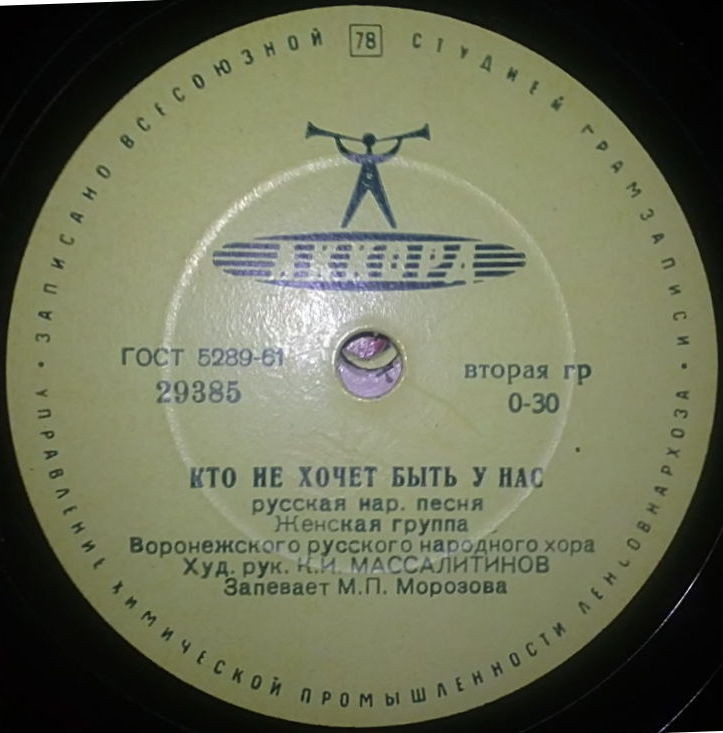 ЗАПИСАНО ВСЕСОЮЗНОЙ 78 СТУДИЕЙ ГРАМЗАПИСИ
АККОРД
ГОСТ 5289-61
29385
вторая гр
0-30
КТО НЕ ХОЧЕТ БЫТЬ У НАС
русская нар. песня
Женская группа
Воронежского русского народного хора
Худ. рук. К.И. МАССАЛИТИНОВ
Запевает М.П. Морозова
УПРАВЛЕНИЕ ХИМИЧЕСКОЙ ПРОМЫШЛЕННОСТИ ЛЕНСОВНАРХОЗА